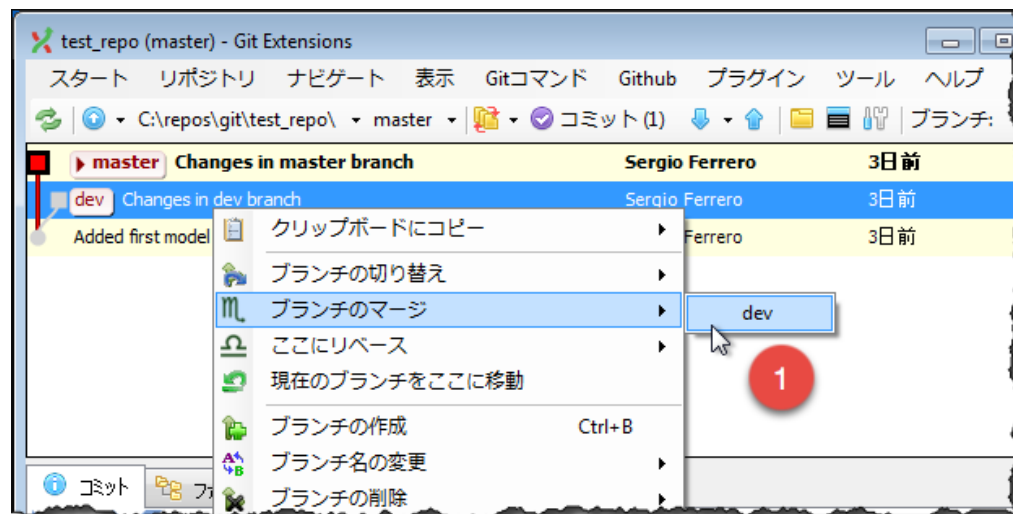 test_repo (master) - Git Extensions
スタート リポジトリ ナビゲート 表示 Gitコマンド Github プラグイン ツール ヘルプ
C:\repos\git\test_repo\ master コミット (1) ブランチ:
master Changes in master branch Sergio Ferrero 3日前
dev Changes in dev branch Sergio Ferrero 3日前
Added first model Ferrero 3日前
クリップボードにコピー
ブランチの切り替え
ブランチのマージ dev
ここにリベース
1
現在のブランチをここに移動
ブランチの作成 Ctrl+B
ブランチ名の変更
ブランチの削除
コミット